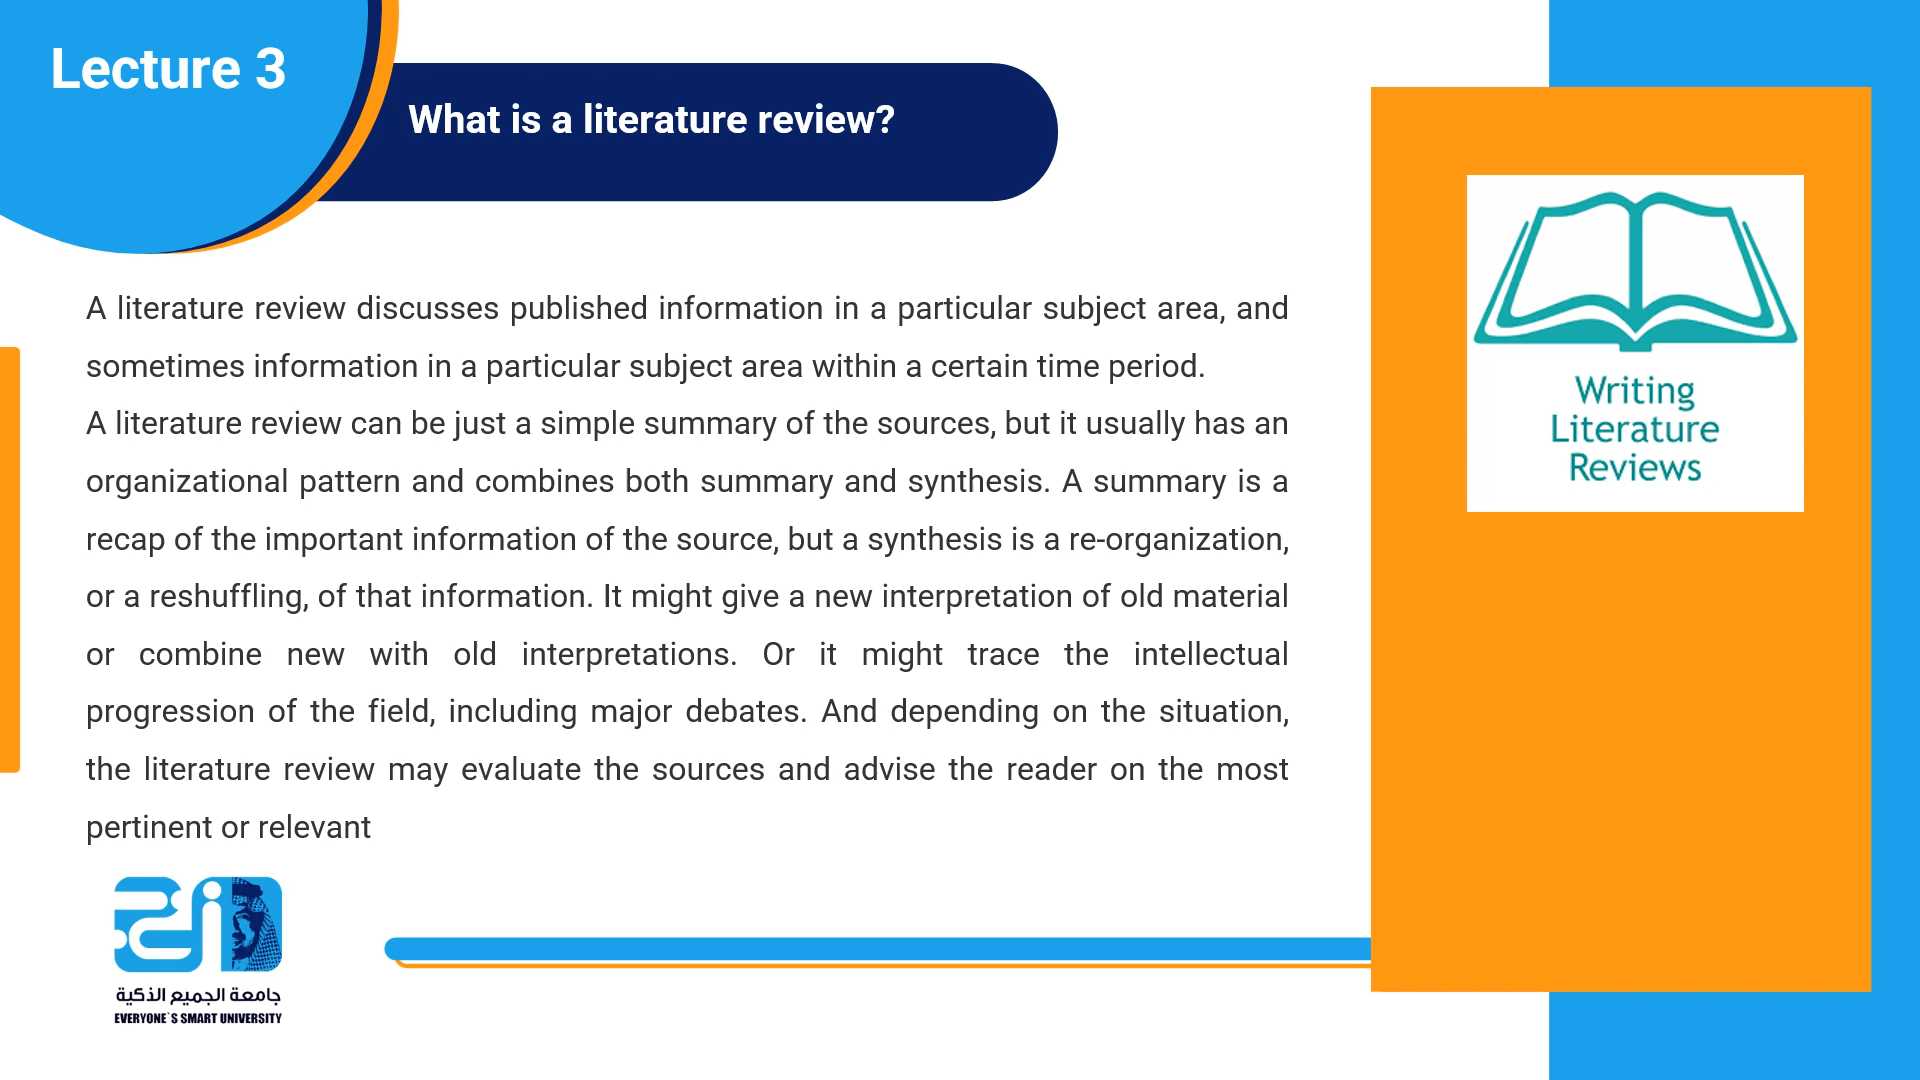 Lecture 3
What is a literature review?
A literature review discusses published information in a particular subject area, and
sometimes information in a particular subject area within a certain time period.
A literature review can be just a simple summary of the sources, but it usually has an
organizational pattern and combines both summary and synthesis. A summary is a
recap of the important information of the source, but a synthesis is a re-organization,
or a reshuffling, of that information. It might give a new interpretation of old material
or combine new with old interpretations. Or it might trace the intellectual
progression of the field, including major debates. And depending on the situation,
the literature review may evaluate the sources and advise the reader on the most
pertinent or relevant
Writing
Literature
Reviews
جامعة الجميع الذكية
EVERYONE`S SMART UNIVERSITY